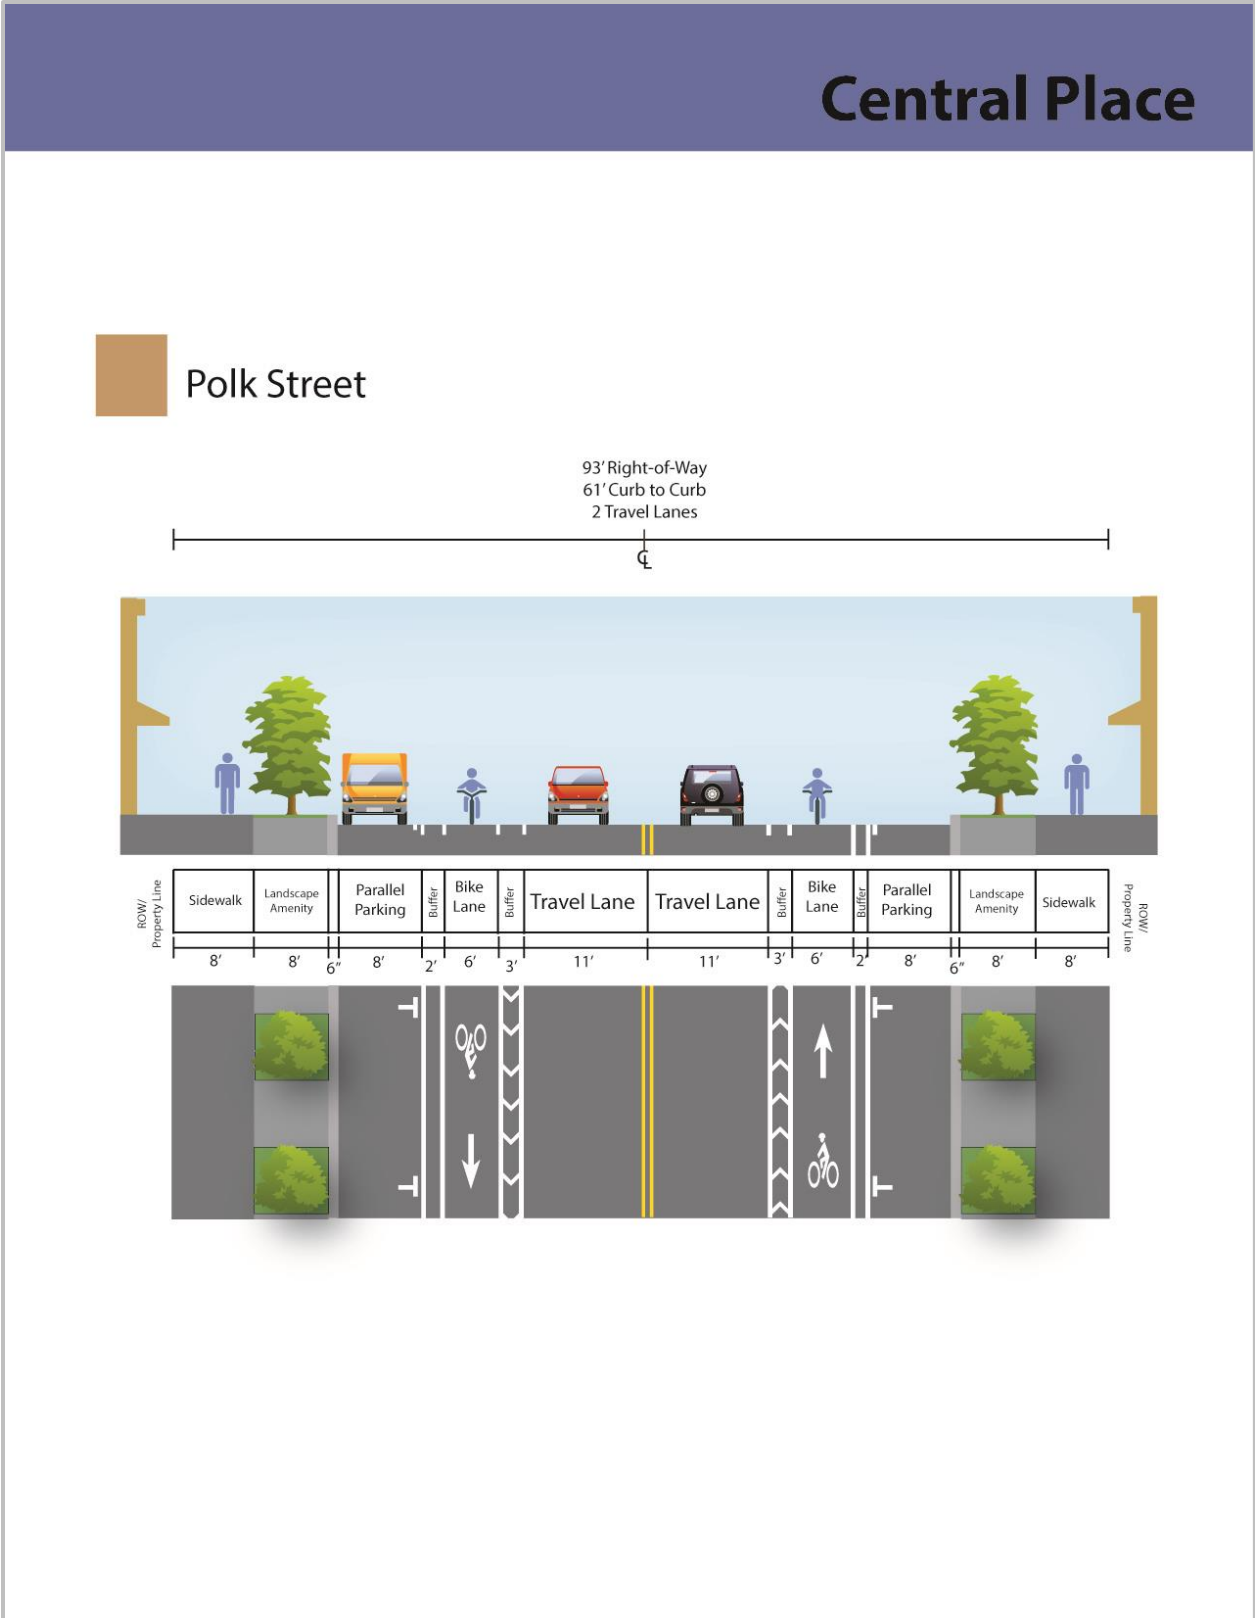 Central Place
Polk Street
93' Right-of-Way
61' Curb to Curb
2 Travel Lanes
℄
ROW/
Property Line
Sidewalk
Landscape
Amenity
Parallel
Parking
Buffer
Bike
Lane
Buffer
Travel Lane
Travel Lane
Buffer
Bike
Lane
Buffer
Parallel
Parking
Landscape
Amenity
Sidewalk
ROW/
Property Line
8' 8' 6" 8' 2' 6' 3' 11' 11' 3' 6' 2' 8' 6" 8' 8'